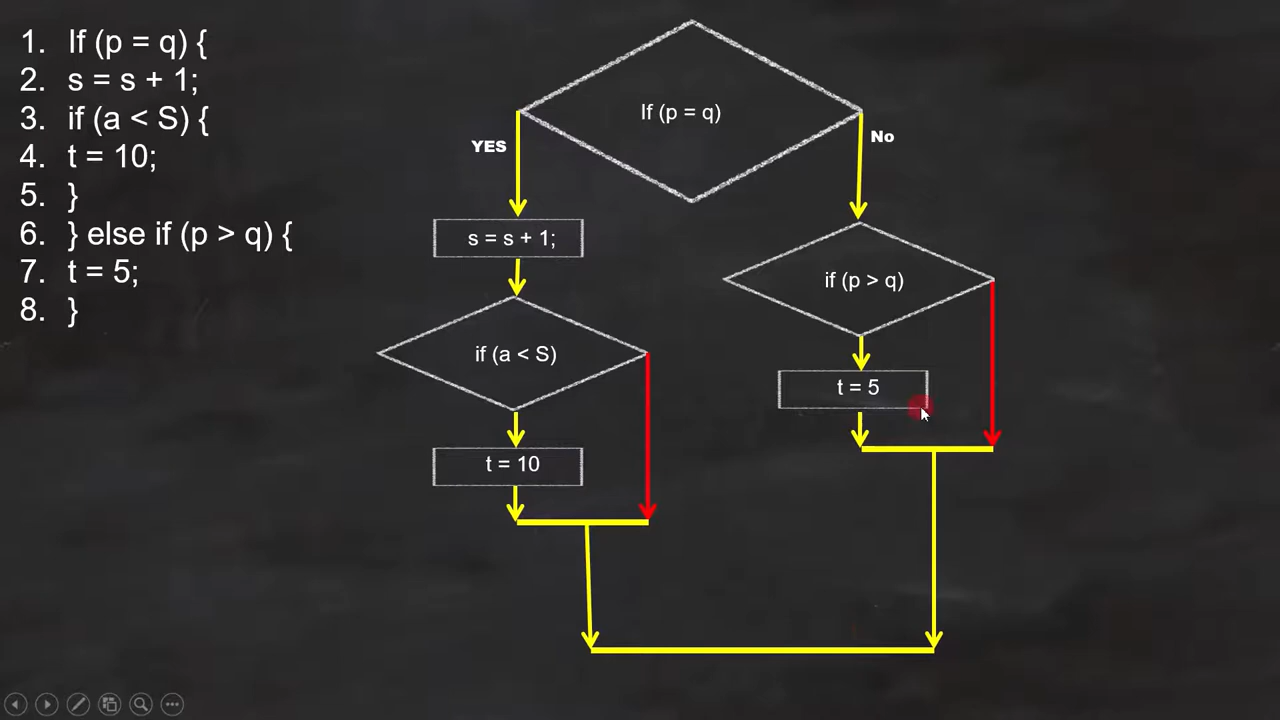 1. If (p = q) {
2. s = s + 1;
3. if (a < S) {
4. t = 10;
5. }
6. } else if (p > q) {
7. t = 5;
8. }
If (p = q)
YES
No
s = s + 1;
if (p > q)
if (a < S)
t = 5
t = 10